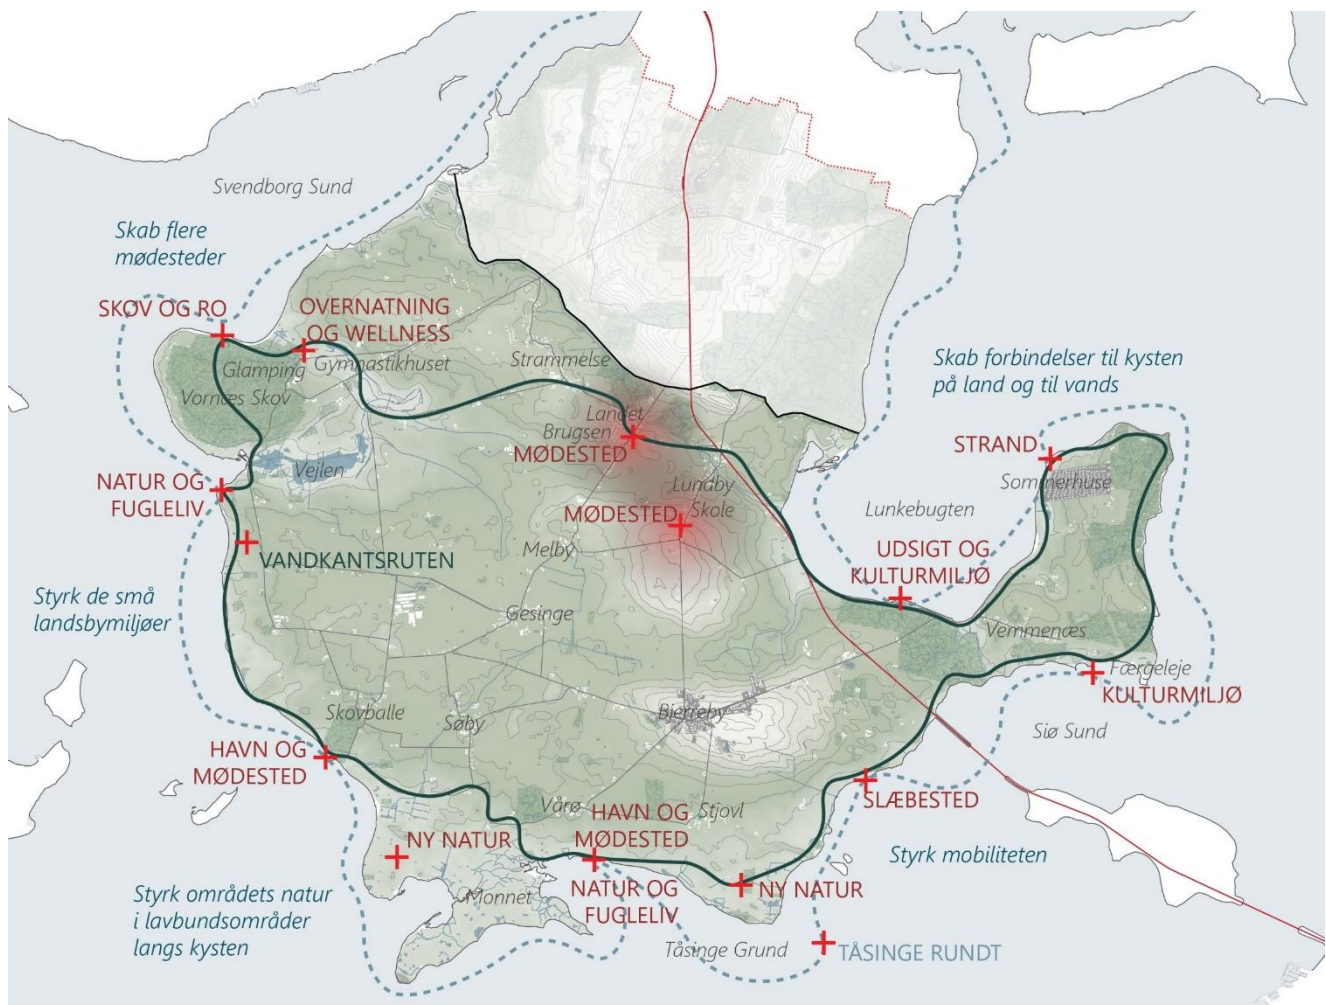 Svendborg Sund
Skab flere
mødesteder
SKOV OG RO
OVERNATNING
OG WELLNESS
Glamping
Gymnastikhuset
Strammelse
Vornæs Skov
Landet
Brugsen
MØDESTED
Skab forbindelser til kysten
på land og til vands
STRAND
Sommerhuse
Vejlen
NATUR OG
FUGLELIV
Lundby
Skole
MØDESTED
Lunkebugten
VANDKANTSRUTEN
Melby
UDSIGT OG
KULTURMILJØ
Styrk de små
landsbymiljøer
Gesinge
Vemmenæs
Færgeleje
KULTURMILJØ
Skovballe
Søby
Bjerreby
Siø Sund
HAVN OG
MØDESTED
SLÆBESTED
Vårø
HAVN OG
MØDESTED
Stjovl
NY NATUR
Styrk mobiliteten
Styrk områdets natur
i lavbundsområder
langs kysten
Monnet
NATUR OG
FUGLELIV
NY NATUR
Tåsinge Grund
TÅSINGE RUNDT